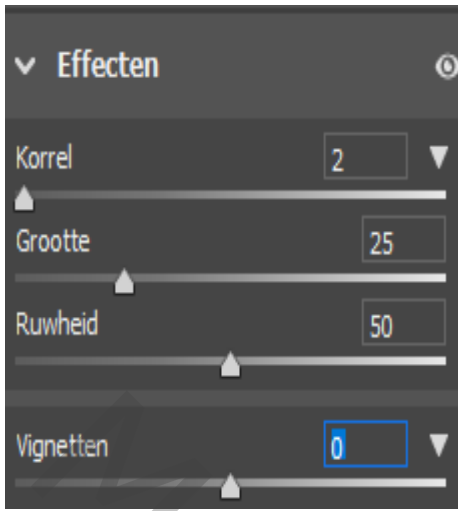 Effecten
Korrel 2
Grootte 25
Ruwheid 50
Vignetten 0